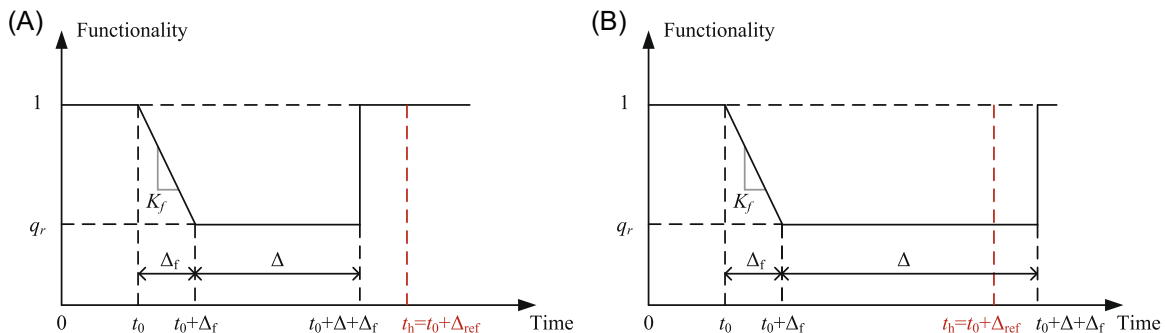 (A)
Functionality
1
K_f
q_r
Δ_f
Δ
0
t_0
t_0+Δ_f
t_0+Δ+Δ_f
t_h=t_0+Δ_ref
Time
(B)
Functionality
1
K_f
q_r
Δ_f
Δ
0
t_0
t_0+Δ_f
t_h=t_0+Δ_ref
t_0+Δ+Δ_f
Time